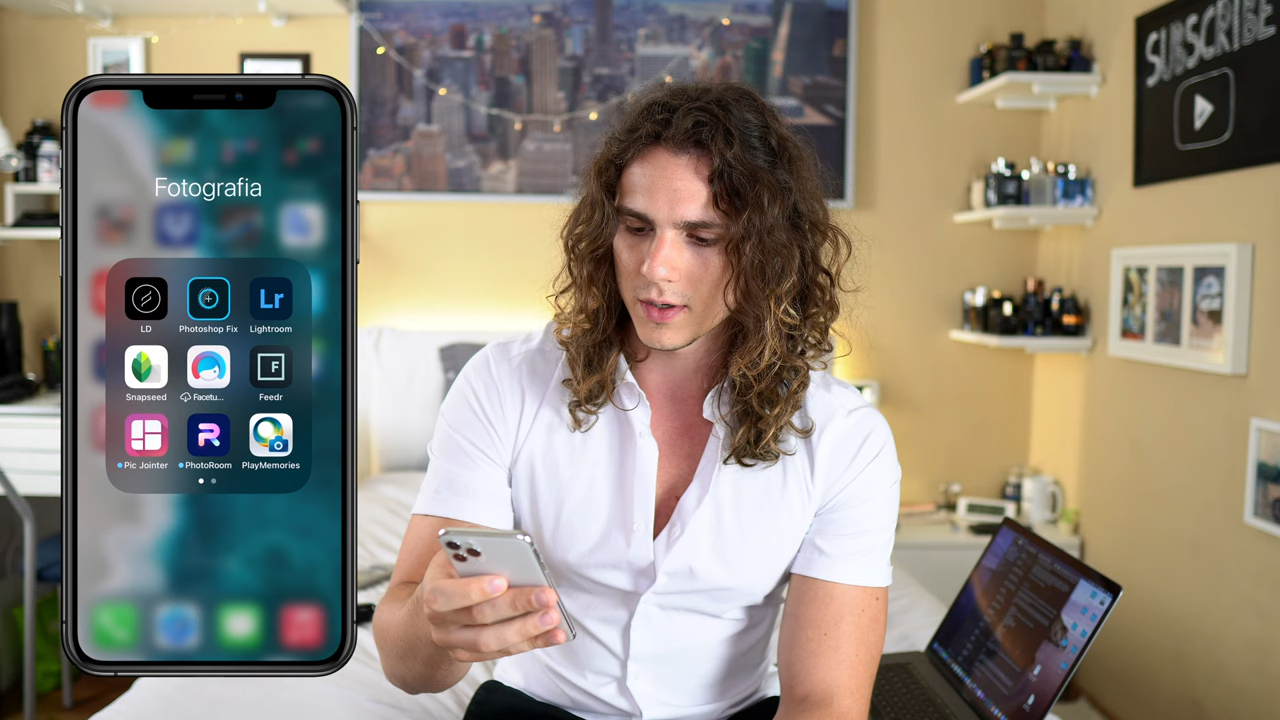 Fotografia
LD
Photoshop Fix
Lr
Lightroom
Snapseed
Facetu...
F
Feedr
Pic Jointer
PhotoRoom
PlayMemories
SUBSCRIBE